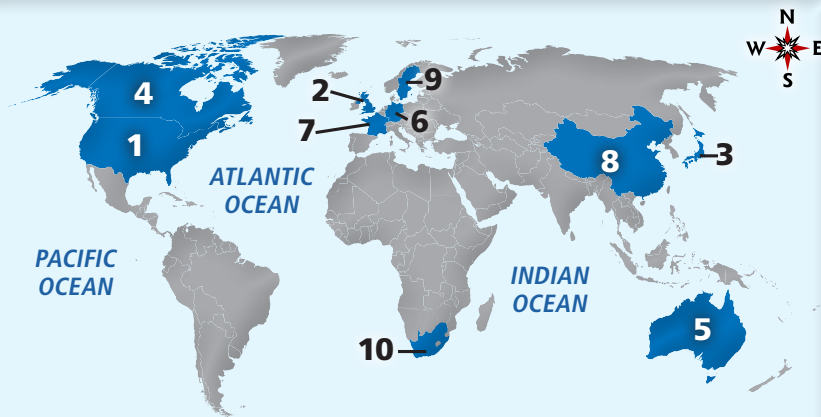 N
W E
S
4
2
9
6
7
1
8
3
ATLANTIC
OCEAN
PACIFIC
OCEAN
INDIAN
OCEAN
5
10